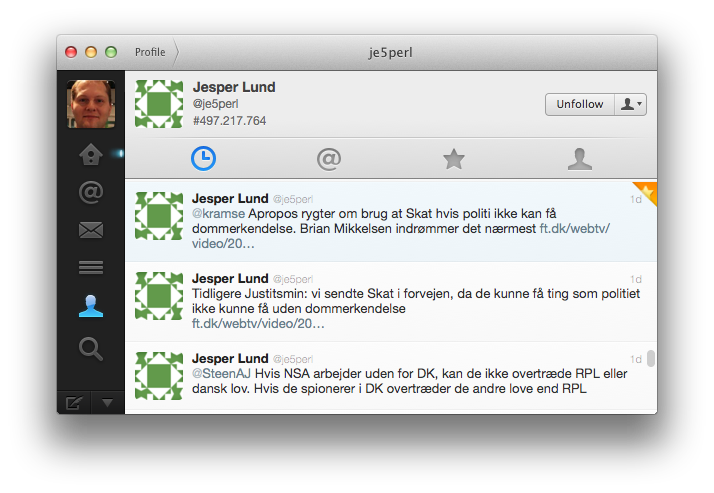 Profile
je5perl
Jesper Lund
@je5perl
#497.217.764
Unfollow
@
@
Jesper Lund @je5perl 1d
@kramse Apropos rygter om brug at Skat hvis politi ikke kan få
dommerkendelse. Brian Mikkelsen indrømmer det nærmest ft.dk/webtv/
video/20…
Jesper Lund @je5perl 1d
Tidligere Justitsmin: vi sendte Skat i forvejen, da de kunne få ting som politiet
ikke kunne få uden dommerkendelse
ft.dk/webtv/video/20…
Jesper Lund @je5perl 1d
@SteenAJ Hvis NSA arbejder uden for DK, kan de ikke overtræde RPL eller
dansk lov. Hvis de spionerer i DK overtræder de andre love end RPL